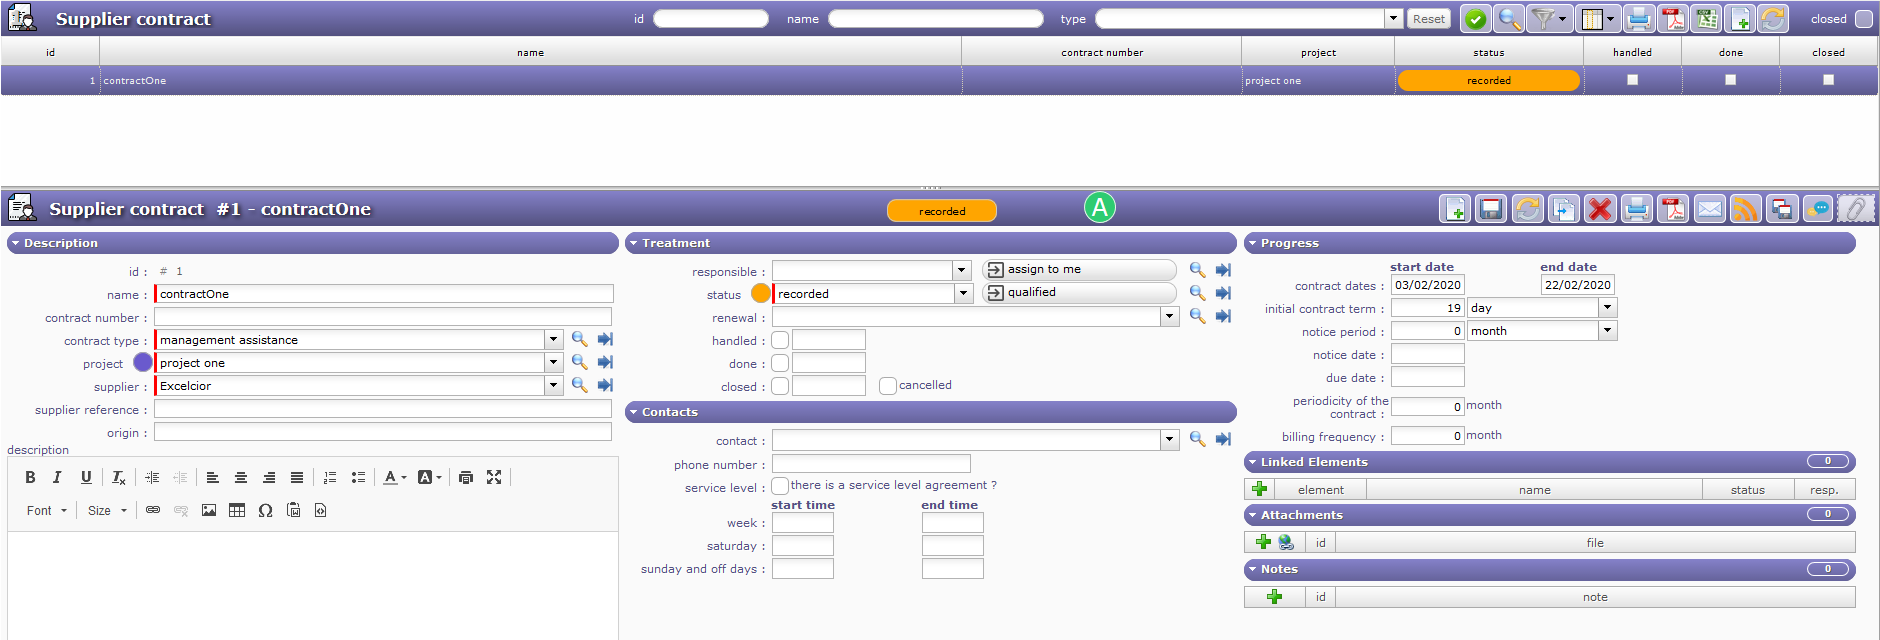 Supplier contract id name type Reset closed
id name contract number project status handled done closed
1 contractOne project one recorded
Supplier contract #1 - contractOne recorded A
Description
id : # 1
name : contractOne
contract number :
contract type : management assistance
project project one
supplier : Excelcior
supplier reference :
origin :
description
B I U Ix A A
Font Size Ω
Treatment
responsible : assign to me
status recorded qualified
renewal :
handled :
done :
closed : cancelled
Contacts
contact :
phone number :
service level : there is a service level agreement ?
start time end time
week :
saturday :
sunday and off days :
Progress
start date end date
contract dates : 03/02/2020 22/02/2020
initial contract term : 19 day
notice period : 0 month
notice date :
due date :
periodicity of the
contract : 0 month
billing frequency : 0 month
Linked Elements 0
element name status resp.
Attachments 0
id file
Notes 0
id note